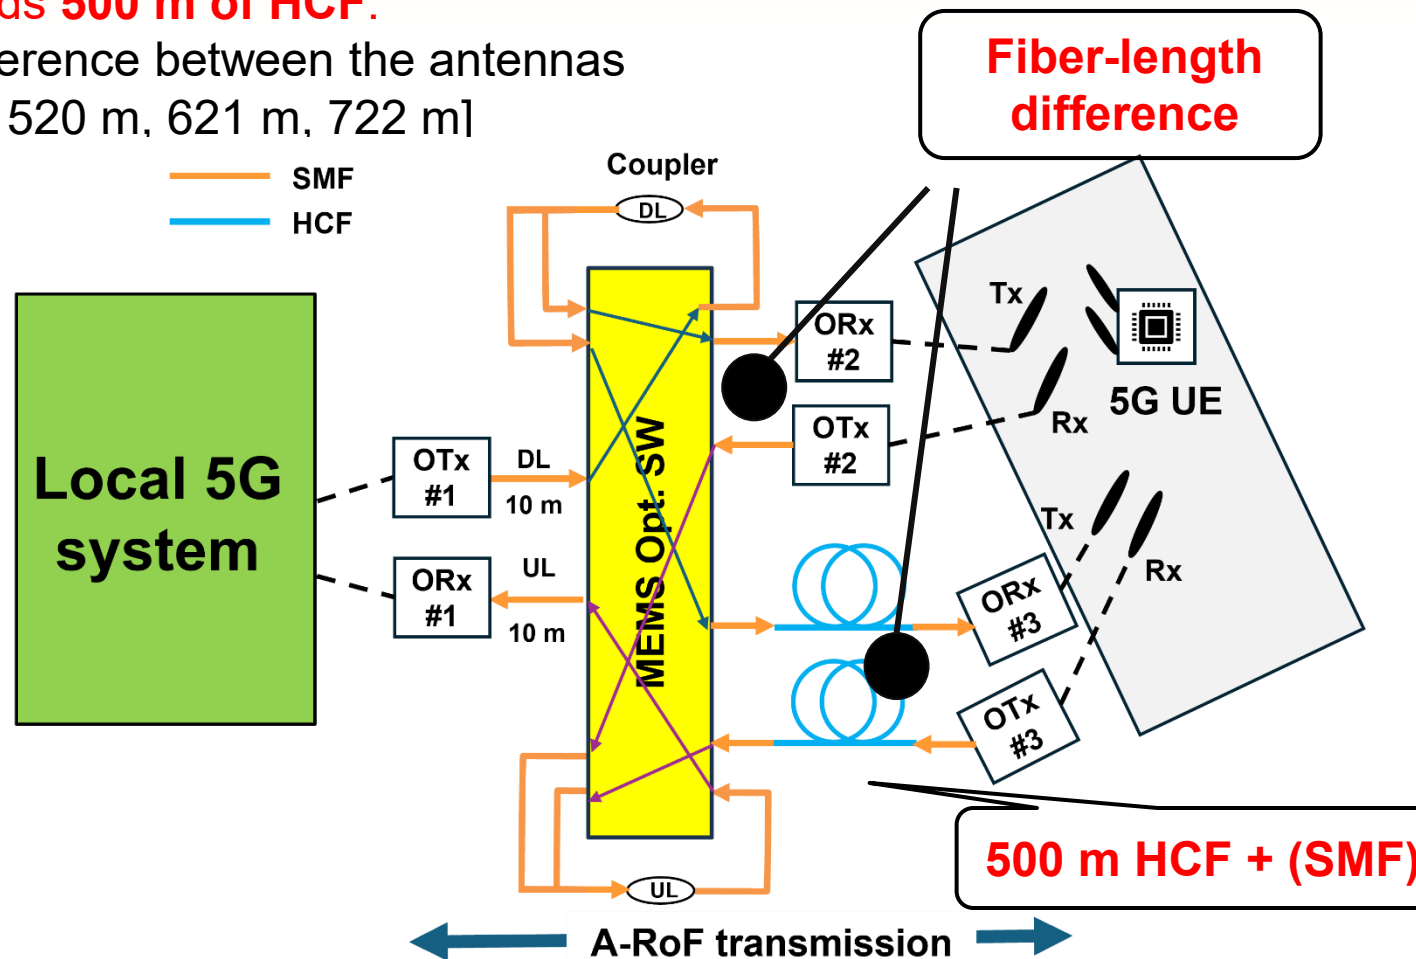 500 m of HCF.
erence between the antennas
520 m, 621 m, 722 m]
Fiber-length
difference
SMF
HCF
Coupler
DL
Local 5G
system
OTx
#1
DL
10 m
ORx
#1
UL
10 m
MEMS Opt. SW
ORx
#2
OTx
#2
Tx
Rx
5G UE
Tx
Rx
ORx
#3
OTx
#3
500 m HCF + (SMF)
UL
A-RoF transmission